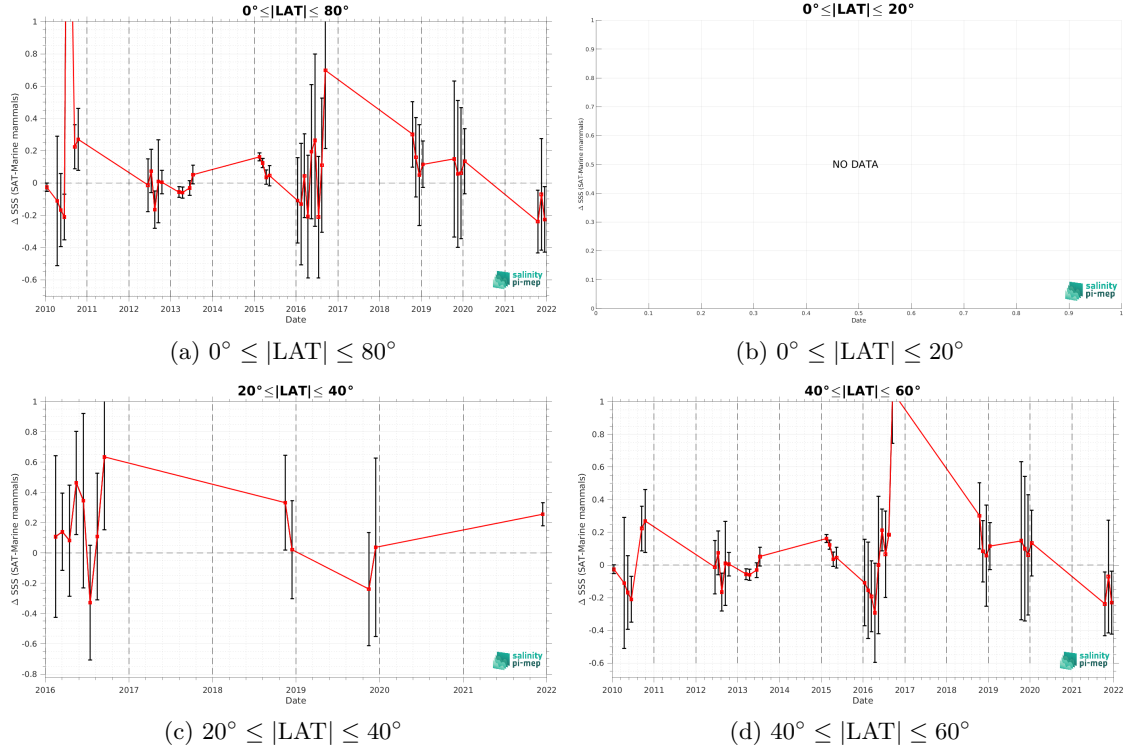 0°≤|LAT|≤ 80°
1
0.8
0.6
0.4
0.2
0
-0.2
-0.4
-0.6
Δ SSS (SAT-Marine mammals)
2010 2011 2012 2013 2015 2016 2017 2019 2020 2021 2022
Date
salinity
pi-mep
(a) 0° ≤ |LAT| ≤ 80°
0°≤|LAT|≤ 20°
1
0.9
0.8
0.7
0.6
0.5
0.4
0.3
0.2
0.1
0
Δ SSS (SAT-Marine mammals)
NO DATA
0 0.1 0.2 0.3 0.4 0.5 0.6 0.7 0.8 0.9 1
Date
salinity
pi-mep
(b) 0° ≤ |LAT| ≤ 20°
20°≤|LAT|≤ 40°
1
0.8
0.6
0.4
0.2
0
-0.2
-0.4
-0.6
-0.8
Δ SSS (SAT-Marine mammals)
2016 2017 2018 2019 2020 2022
Date
salinity
pi-mep
(c) 20° ≤ |LAT| ≤ 40°
40°≤|LAT|≤ 60°
1
0.8
0.6
0.4
0.2
0
-0.2
-0.4
-0.6
Δ SSS (SAT-Marine mammals)
2010 2011 2012 2013 2015 2016 2017 2018 2019 2020 2021 2022
Date
salinity
pi-mep
(d) 40° ≤ |LAT| ≤ 60°